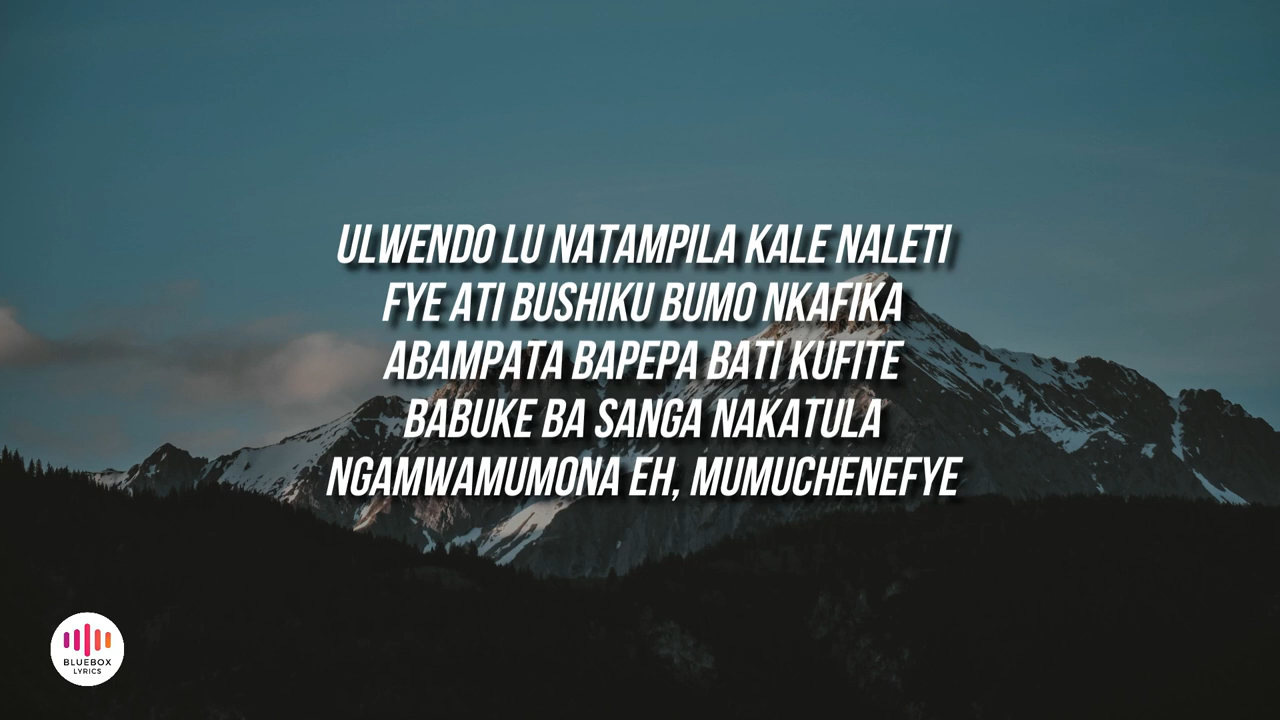 ULWENDO LU NATAMPILA KALE NALETI
FYE ATI BUSHIKU BUMO NKAFIKA
ABAMPATA BAPEPA BATI KUFITE
BABUKE BA SANGA NAKATULA
NGAMWAMUMONA EH, MUMUCHENEFYE
BLUEBOX
LYRICS